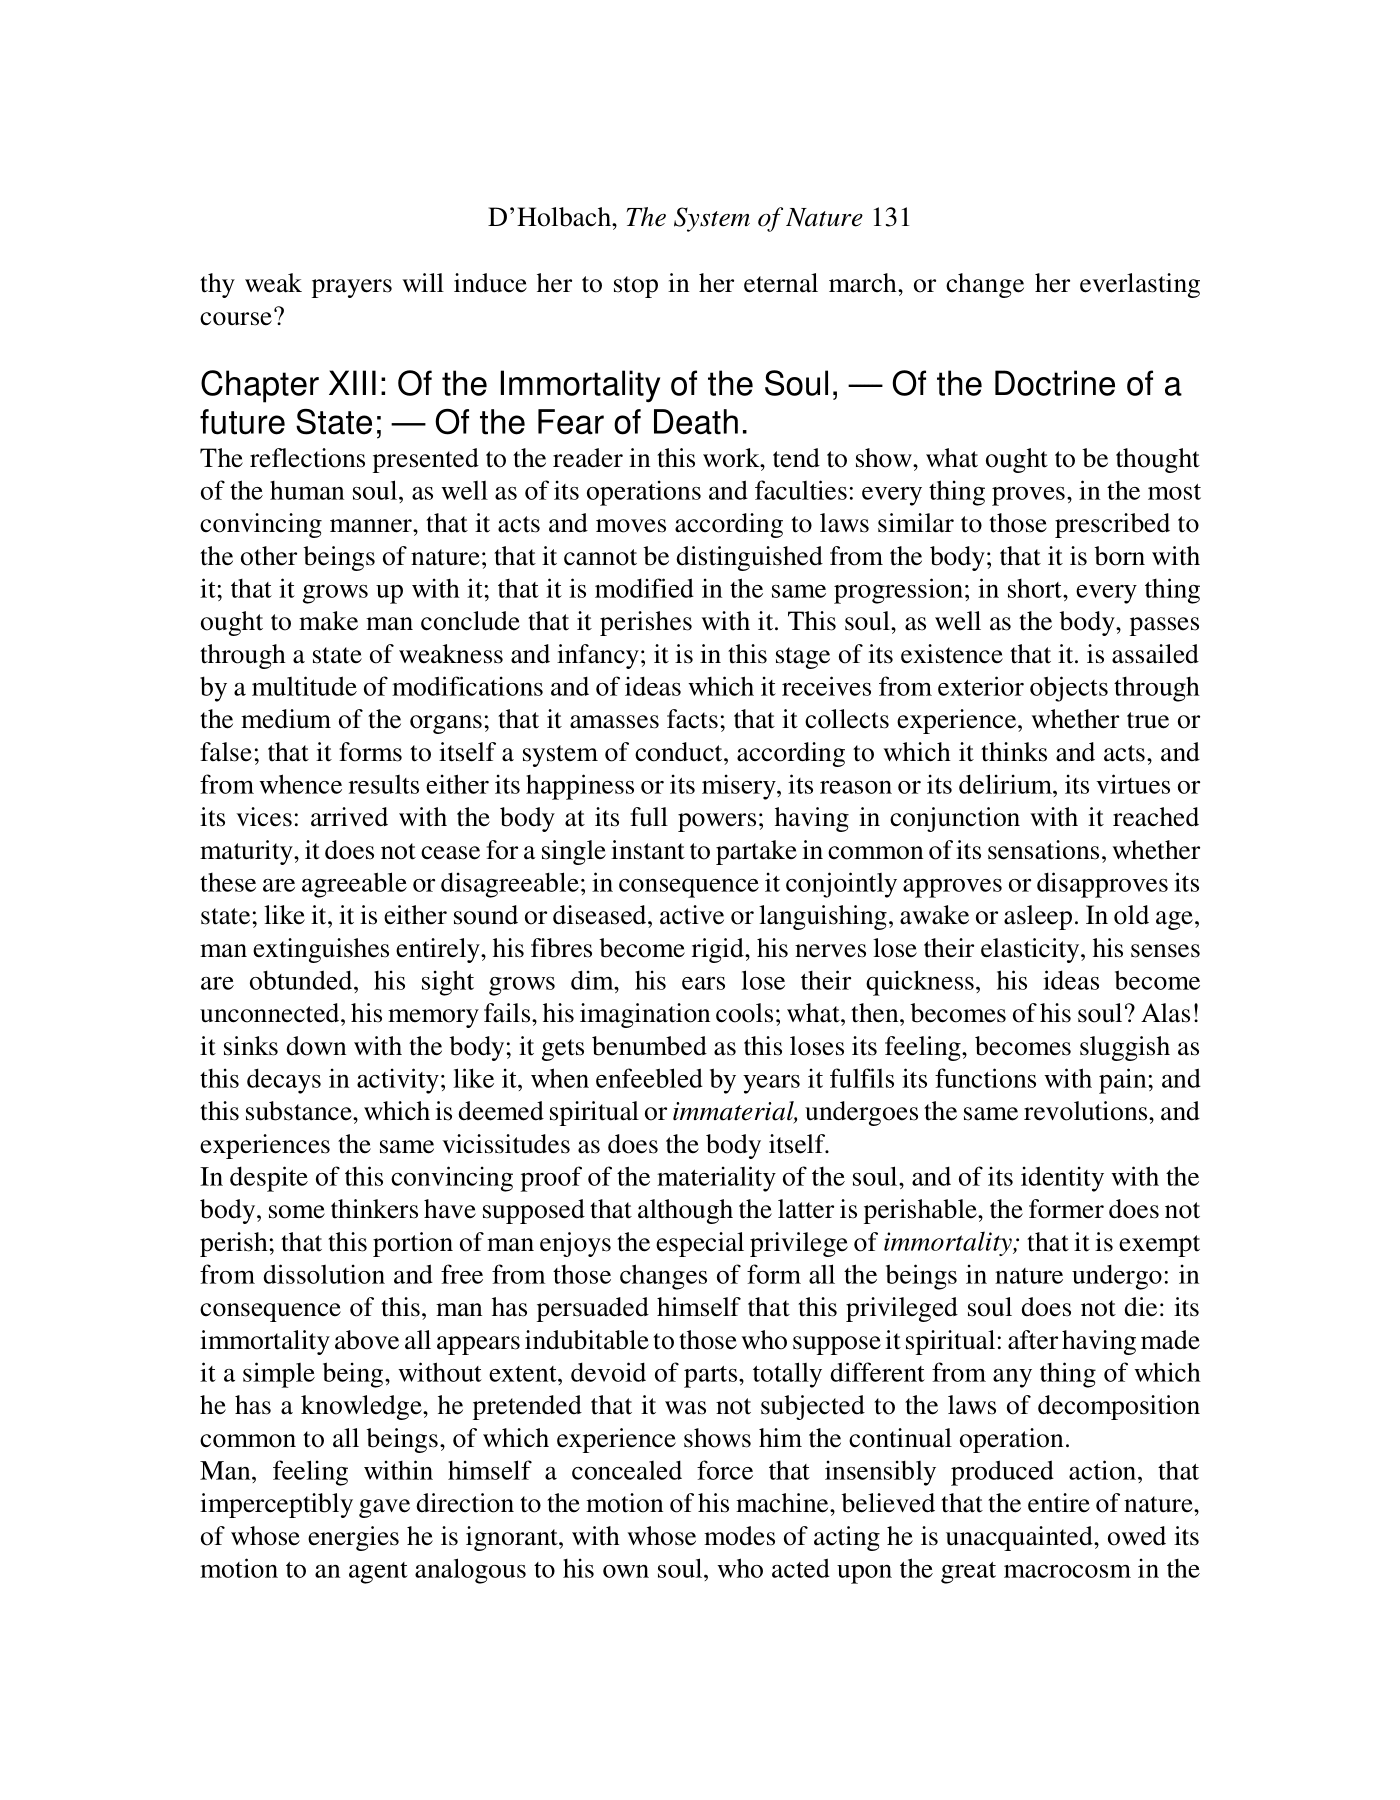 D’Holbach, The System of Nature 131
thy weak prayers will induce her to stop in her eternal march, or change her everlasting
course?
Chapter XIII: Of the Immortality of the Soul, — Of the Doctrine of a
future State; — Of the Fear of Death.
The reflections presented to the reader in this work, tend to show, what ought to be thought
of the human soul, as well as of its operations and faculties: every thing proves, in the most
convincing manner, that it acts and moves according to laws similar to those prescribed to
the other beings of nature; that it cannot be distinguished from the body; that it is born with
it; that it grows up with it; that it is modified in the same progression; in short, every thing
ought to make man conclude that it perishes with it. This soul, as well as the body, passes
through a state of weakness and infancy; it is in this stage of its existence that it. is assailed
by a multitude of modifications and of ideas which it receives from exterior objects through
the medium of the organs; that it amasses facts; that it collects experience, whether true or
false; that it forms to itself a system of conduct, according to which it thinks and acts, and
from whence results either its happiness or its misery, its reason or its delirium, its virtues or
its vices: arrived with the body at its full powers; having in conjunction with it reached
maturity, it does not cease for a single instant to partake in common of its sensations, whether
these are agreeable or disagreeable; in consequence it conjointly approves or disapproves its
state; like it, it is either sound or diseased, active or languishing, awake or asleep. In old age,
man extinguishes entirely, his fibres become rigid, his nerves lose their elasticity, his senses
are obtunded, his sight grows dim, his ears lose their quickness, his ideas become
unconnected, his memory fails, his imagination cools; what, then, becomes of his soul? Alas!
it sinks down with the body; it gets benumbed as this loses its feeling, becomes sluggish as
this decays in activity; like it, when enfeebled by years it fulfils its functions with pain; and
this substance, which is deemed spiritual or immaterial, undergoes the same revolutions, and
experiences the same vicissitudes as does the body itself.
In despite of this convincing proof of the materiality of the soul, and of its identity with the
body, some thinkers have supposed that although the latter is perishable, the former does not
perish; that this portion of man enjoys the especial privilege of immortality; that it is exempt
from dissolution and free from those changes of form all the beings in nature undergo: in
consequence of this, man has persuaded himself that this privileged soul does not die: its
immortality above all appears indubitable to those who suppose it spiritual: after having made
it a simple being, without extent, devoid of parts, totally different from any thing of which
he has a knowledge, he pretended that it was not subjected to the laws of decomposition
common to all beings, of which experience shows him the continual operation.
Man, feeling within himself a concealed force that insensibly produced action, that
imperceptibly gave direction to the motion of his machine, believed that the entire of nature,
of whose energies he is ignorant, with whose modes of acting he is unacquainted, owed its
motion to an agent analogous to his own soul, who acted upon the great macrocosm in the